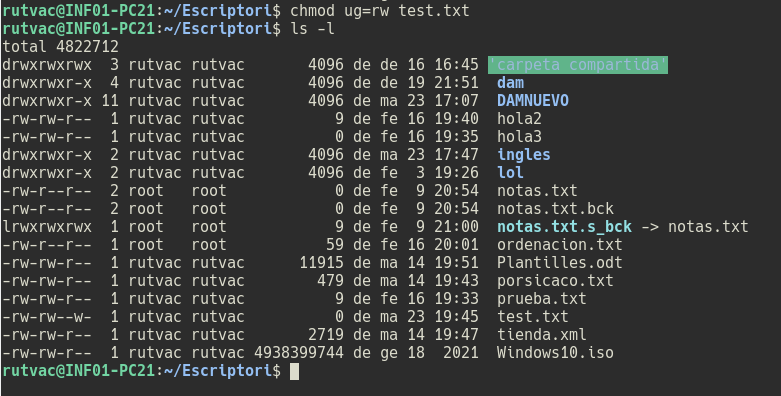 rutvac@INF01-PC21:~/Escriptori$ chmod ug=rw test.txt
rutvac@INF01-PC21:~/Escriptori$ ls -l
total 4822712
drwxrwxrwx  3 rutvac rutvac       4096 de de 16 16:45 'carpeta compartida'
drwxrwxr-x  4 rutvac rutvac       4096 de de 19 21:51  dam
drwxrwxr-x 11 rutvac rutvac       4096 de ma 23 17:07  DAMNUEVO
-rw-rw-r--  1 rutvac rutvac          9 de fe 16 19:40  hola2
-rw-rw-r--  1 rutvac rutvac          0 de fe 16 19:35  hola3
drwxrwxr-x  2 rutvac rutvac       4096 de ma 23 17:47  ingles
drwxrwxr-x  2 rutvac rutvac       4096 de fe  3 19:26  lol
-rw-r--r--  2 root   root            0 de fe  9 20:54  notas.txt
-rw-r--r--  2 root   root            0 de fe  9 20:54  notas.txt.bck
lrwxrwxrwx  1 root   root            9 de fe  9 21:00  notas.txt.s_bck -> notas.txt
-rw-r--r--  1 root   root           59 de fe 16 20:01  ordenacion.txt
-rw-rw-r--  1 rutvac rutvac      11915 de ma 14 19:51  Plantilles.odt
-rw-rw-r--  1 rutvac rutvac        479 de ma 14 19:43  porsicaco.txt
-rw-rw-r--  1 rutvac rutvac          9 de fe 16 19:33  prueba.txt
-rw-rw--w-  1 rutvac rutvac          0 de ma 23 19:45  test.txt
-rw-rw-r--  1 rutvac rutvac       2719 de ma 14 19:47  tienda.xml
-rw-rw-r--  1 rutvac rutvac 4938399744 de ge 18  2021  Windows10.iso
rutvac@INF01-PC21:~/Escriptori$